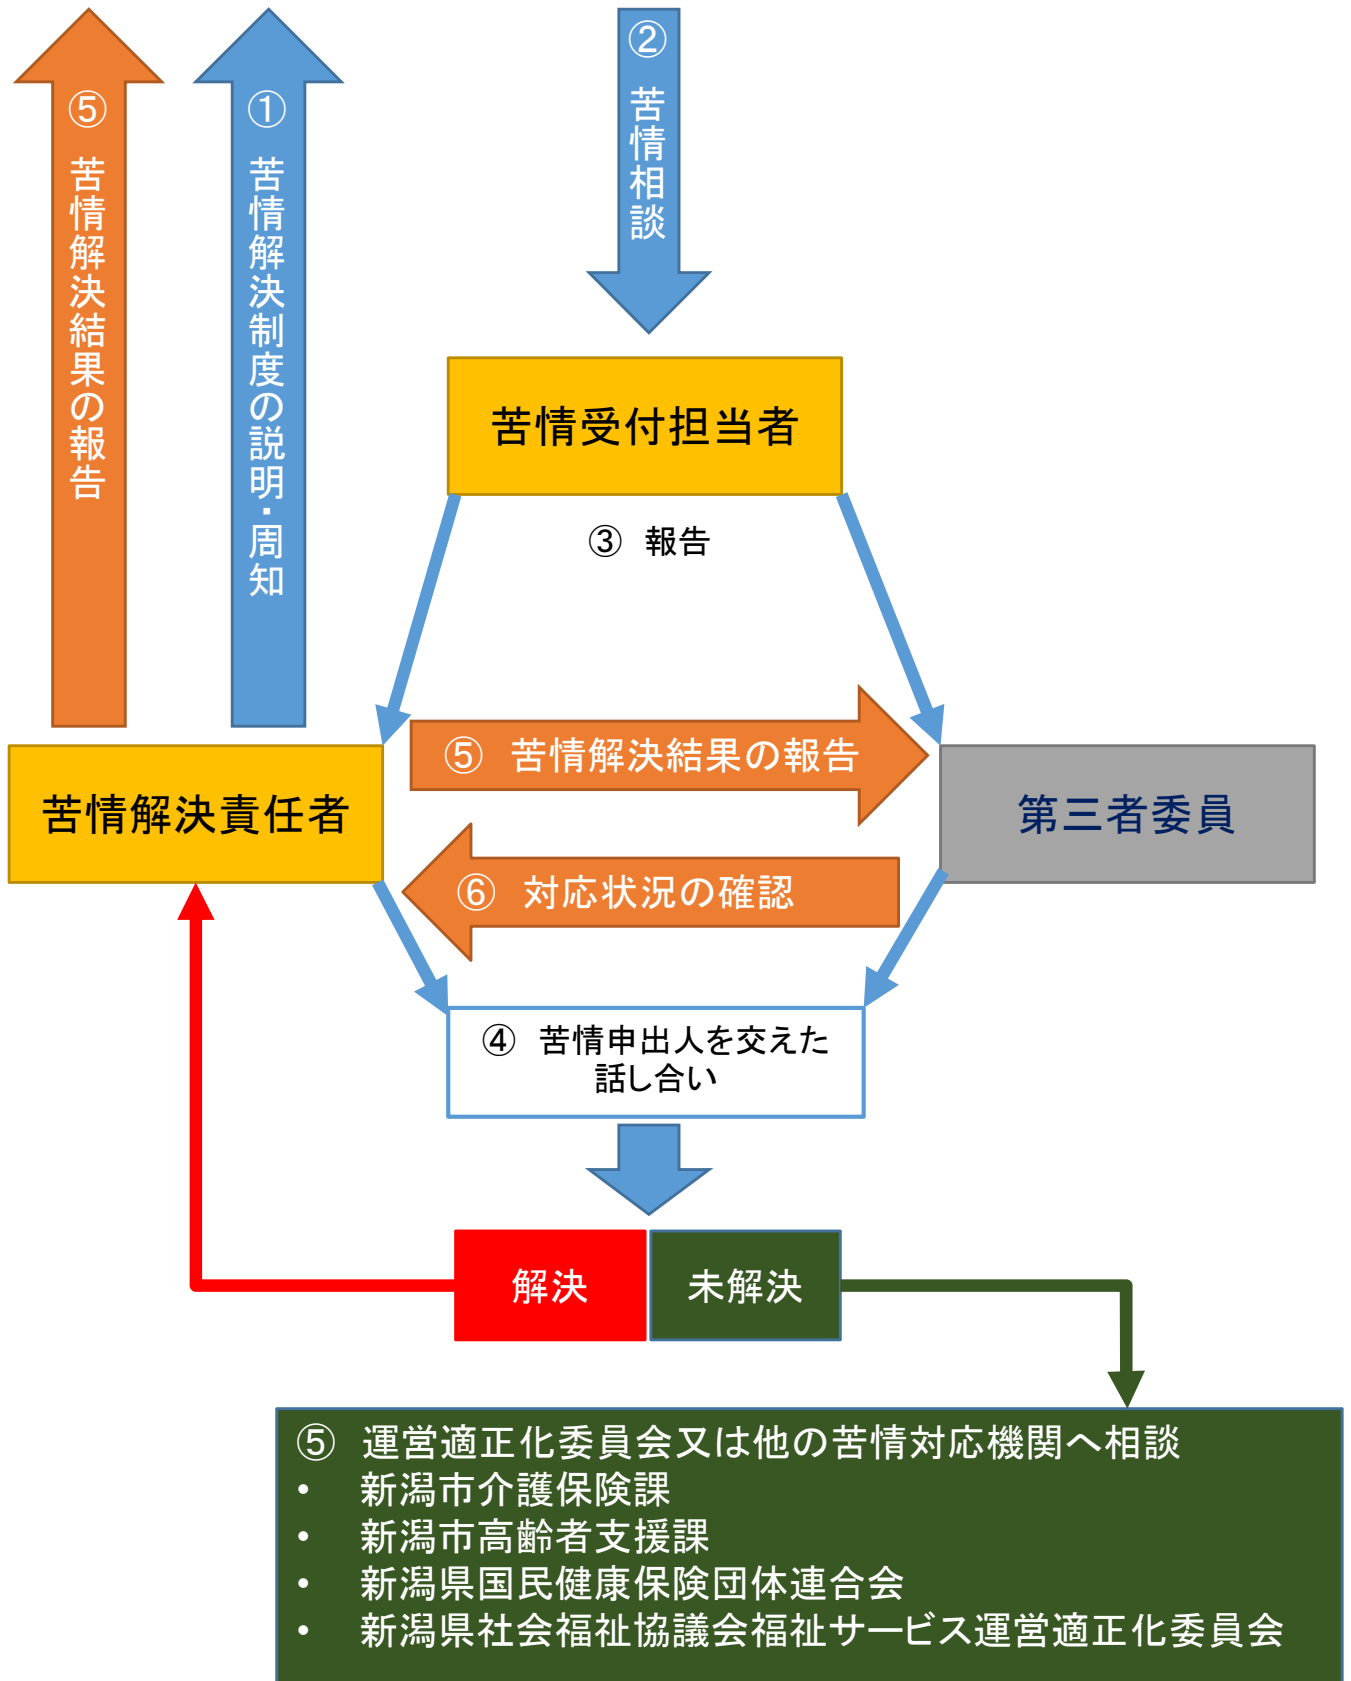 ⑤ 苦情解決結果の報告
① 苦情解決制度の説明・周知
② 苦情相談
苦情受付担当者
③ 報告
⑤ 苦情解決結果の報告
苦情解決責任者
第三者委員
⑥ 対応状況の確認
④ 苦情申出人を交えた
話し合い
解決
未解決
⑤ 運営適正化委員会又は他の苦情対応機関へ相談
• 新潟市介護保険課
• 新潟市高齢者支援課
• 新潟県国民健康保険団体連合会
• 新潟県社会福祉協議会福祉サービス運営適正化委員会